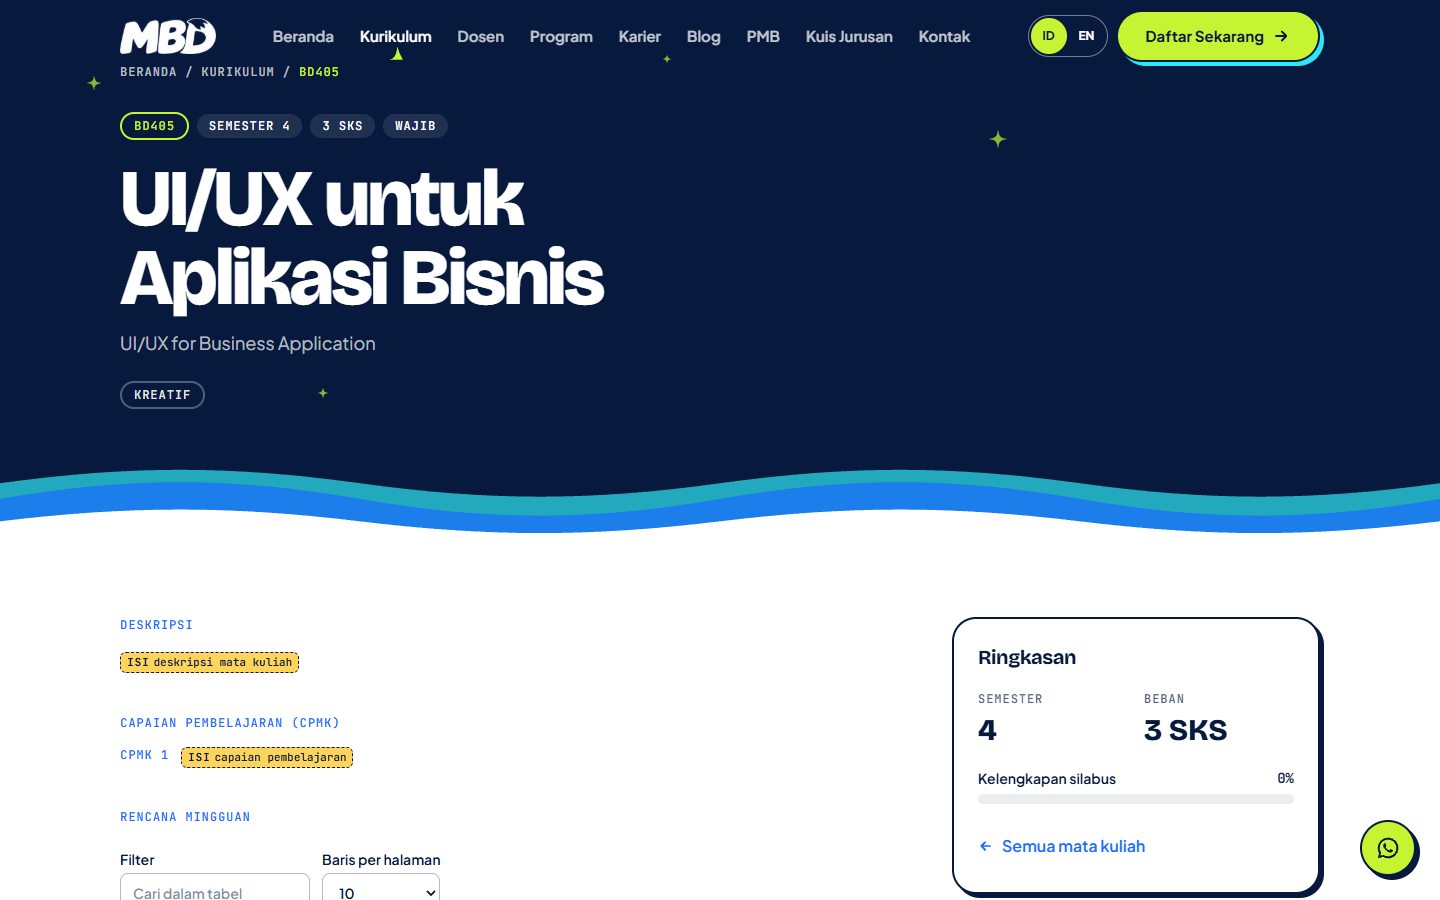 MBD
Beranda Kurikulum Dosen Program Karier Blog PMB Kuis Jurusan Kontak
ID EN
Daftar Sekarang →
BERANDA / KURIKULUM / BD405
BD405 SEMESTER 4 3 SKS WAJIB
UI/UX untuk
Aplikasi Bisnis
UI/UX for Business Application
KREATIF
DESKRIPSI
ISI deskripsi mata kuliah
CAPAIAN PEMBELAJARAN (CPMK)
CPMK 1 ISI capaian pembelajaran
RENCANA MINGGUAN
Filter Baris per halaman
Cari dalam tabel 10
Ringkasan
SEMESTER BEBAN
4 3 SKS
Kelengkapan silabus 0%
← Semua mata kuliah